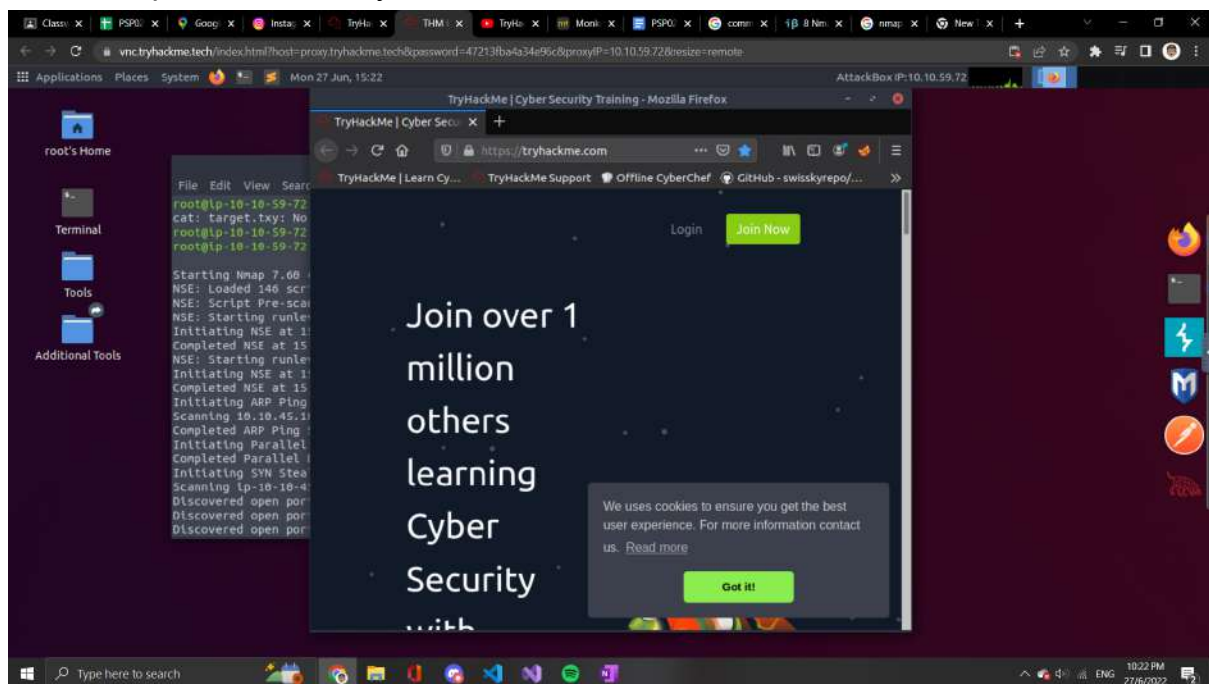 Classw
PSP02
Goog
Instag
TryHa
THM
TryHa
Monk
PSP02
comm
8 Nm
nmap
New T
vnc.tryhackme.tech/index.html?host=proxy.tryhackme.tech&password=47213fba4a34e96c&proxyIP=10.10.59.72&resize=remote
Applications Places System Mon 27 Jun, 15:22 AttackBox IP:10.10.59.72
TryHackMe | Cyber Security Training - Mozilla Firefox
TryHackMe | Cyber Secu
https://tryhackme.com
TryHackMe | Learn Cy... TryHackMe Support Offline CyberChef GitHub - swisskyrepo/...
root's Home
Terminal
Tools
Additional Tools
File Edit View Sear
root@ip-10-10-59-72
cat: target.txy: No
root@ip-10-10-59-72
root@ip-10-10-59-72
Starting Nmap 7.60
NSE: Loaded 146 scr
NSE: Script Pre-sca
NSE: Starting runle
Initiating NSE at 1
Completed NSE at 15
NSE: Starting runle
Initiating NSE at 1
Completed NSE at 15
Initiating ARP Ping
Scanning 10.10.45.1
Completed ARP Ping
Initiating Parallel
Completed Parallel
Initiating SYN Stea
Scanning ip-10-10-4
Discovered open por
Discovered open por
Discovered open por
Login Join Now
Join over 1
million
others
learning
Cyber
Security
with
We uses cookies to ensure you get the best
user experience. For more information contact
us. Read more
Got it!
Type here to search
ENG
10:22 PM
27/6/2022